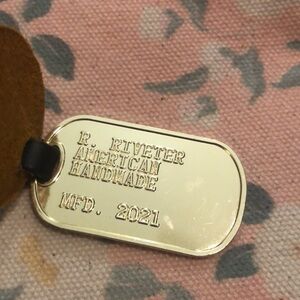 R. RIVETER
AMERICAN
HANDMADE
MFD. 2021